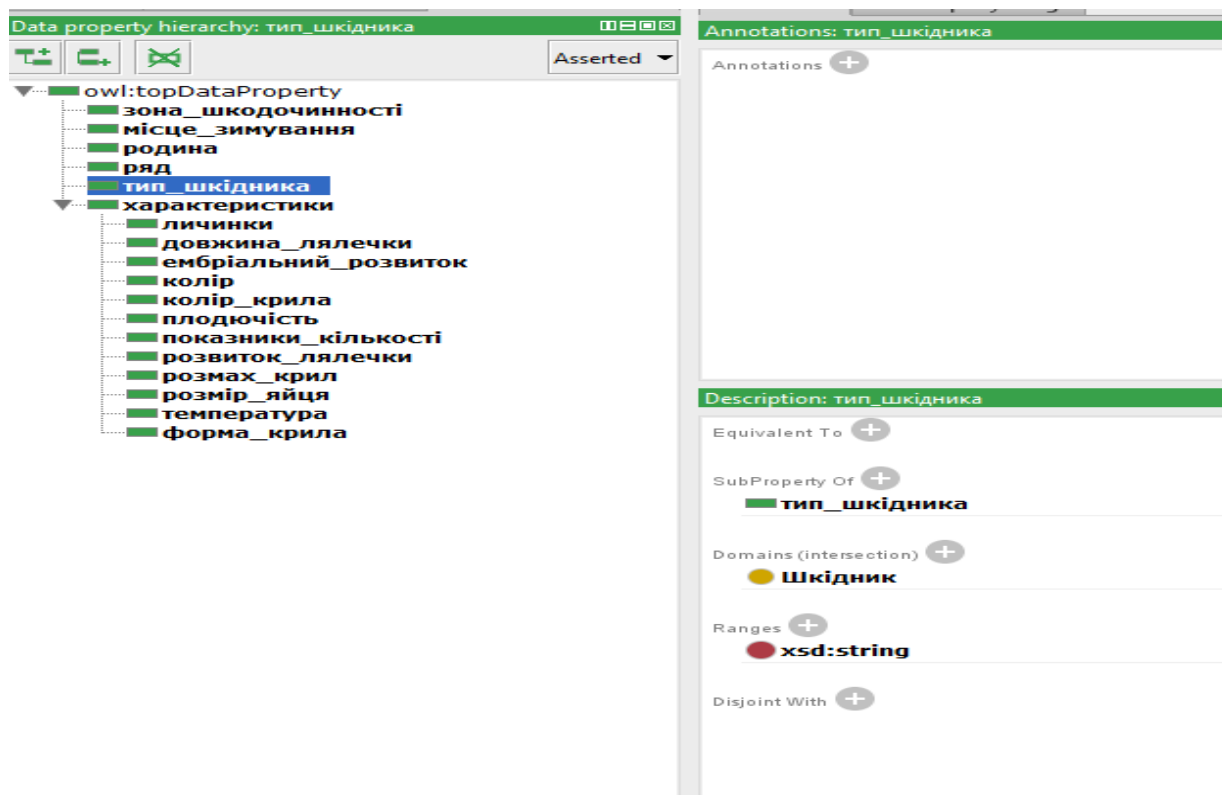 Data property hierarchy: тип_шкідника
Asserted
owl:topDataProperty
зона_шкодочинності
місце_зимування
родина
ряд
тип_шкідника
характеристики
личинки
довжина_лялечки
ембріальний_розвиток
колір
колір_крила
плодючість
показники_кількості
розвиток_лялечки
розмах_крил
розмір_яйця
температура
форма_крила
Annotations: тип_шкідника
Annotations
Description: тип_шкідника
Equivalent To
SubProperty Of
тип_шкідника
Domains (intersection)
Шкідник
Ranges
xsd:string
Disjoint With